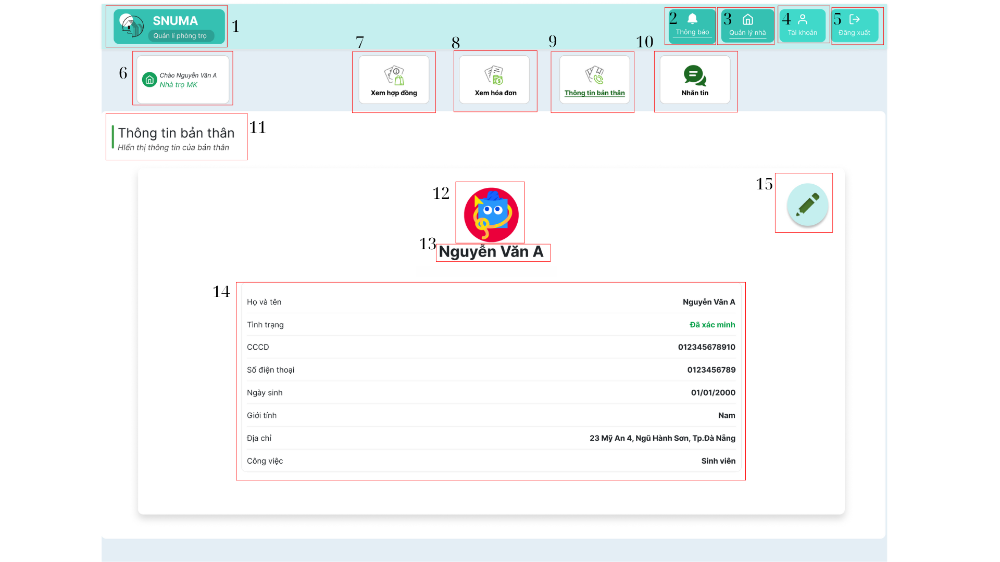 SNUMA
Quản lí phòng trọ
1
2
Thông báo
3
Quản lý nhà
4
Tài khoản
5
Đăng xuất
6
Chào Nguyễn Văn A
Nhà trọ MK
7
Xem hợp đồng
8
Xem hóa đơn
9
Thông tin bản thân
10
Nhắn tin
Thông tin bản thân
HIển thị thông tin của bản thân
11
12
13
Nguyễn Văn A
15
14
Họ và tên Nguyễn Văn A
Tình trạng Đã xác minh
CCCD 012345678910
Số điện thoại 0123456789
Ngày sinh 01/01/2000
Giới tính Nam
Địa chỉ 23 Mỹ An 4, Ngũ Hành Sơn, Tp.Đà Nẵng
Công việc Sinh viên